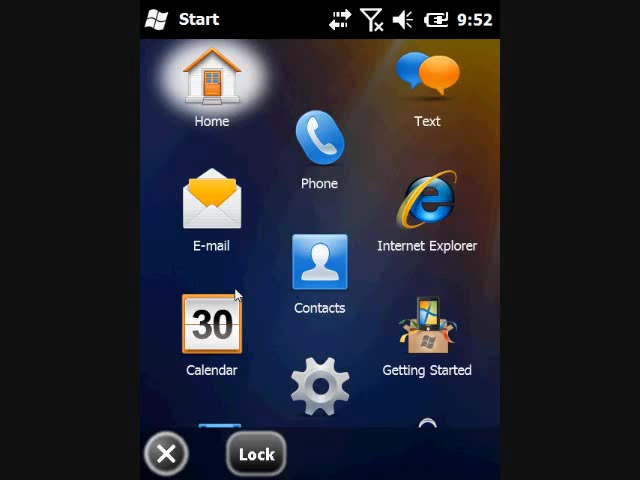 Start 9:52
Home
Text
Phone
E-mail
Internet Explorer
Contacts
30
Calendar
Getting Started
Lock